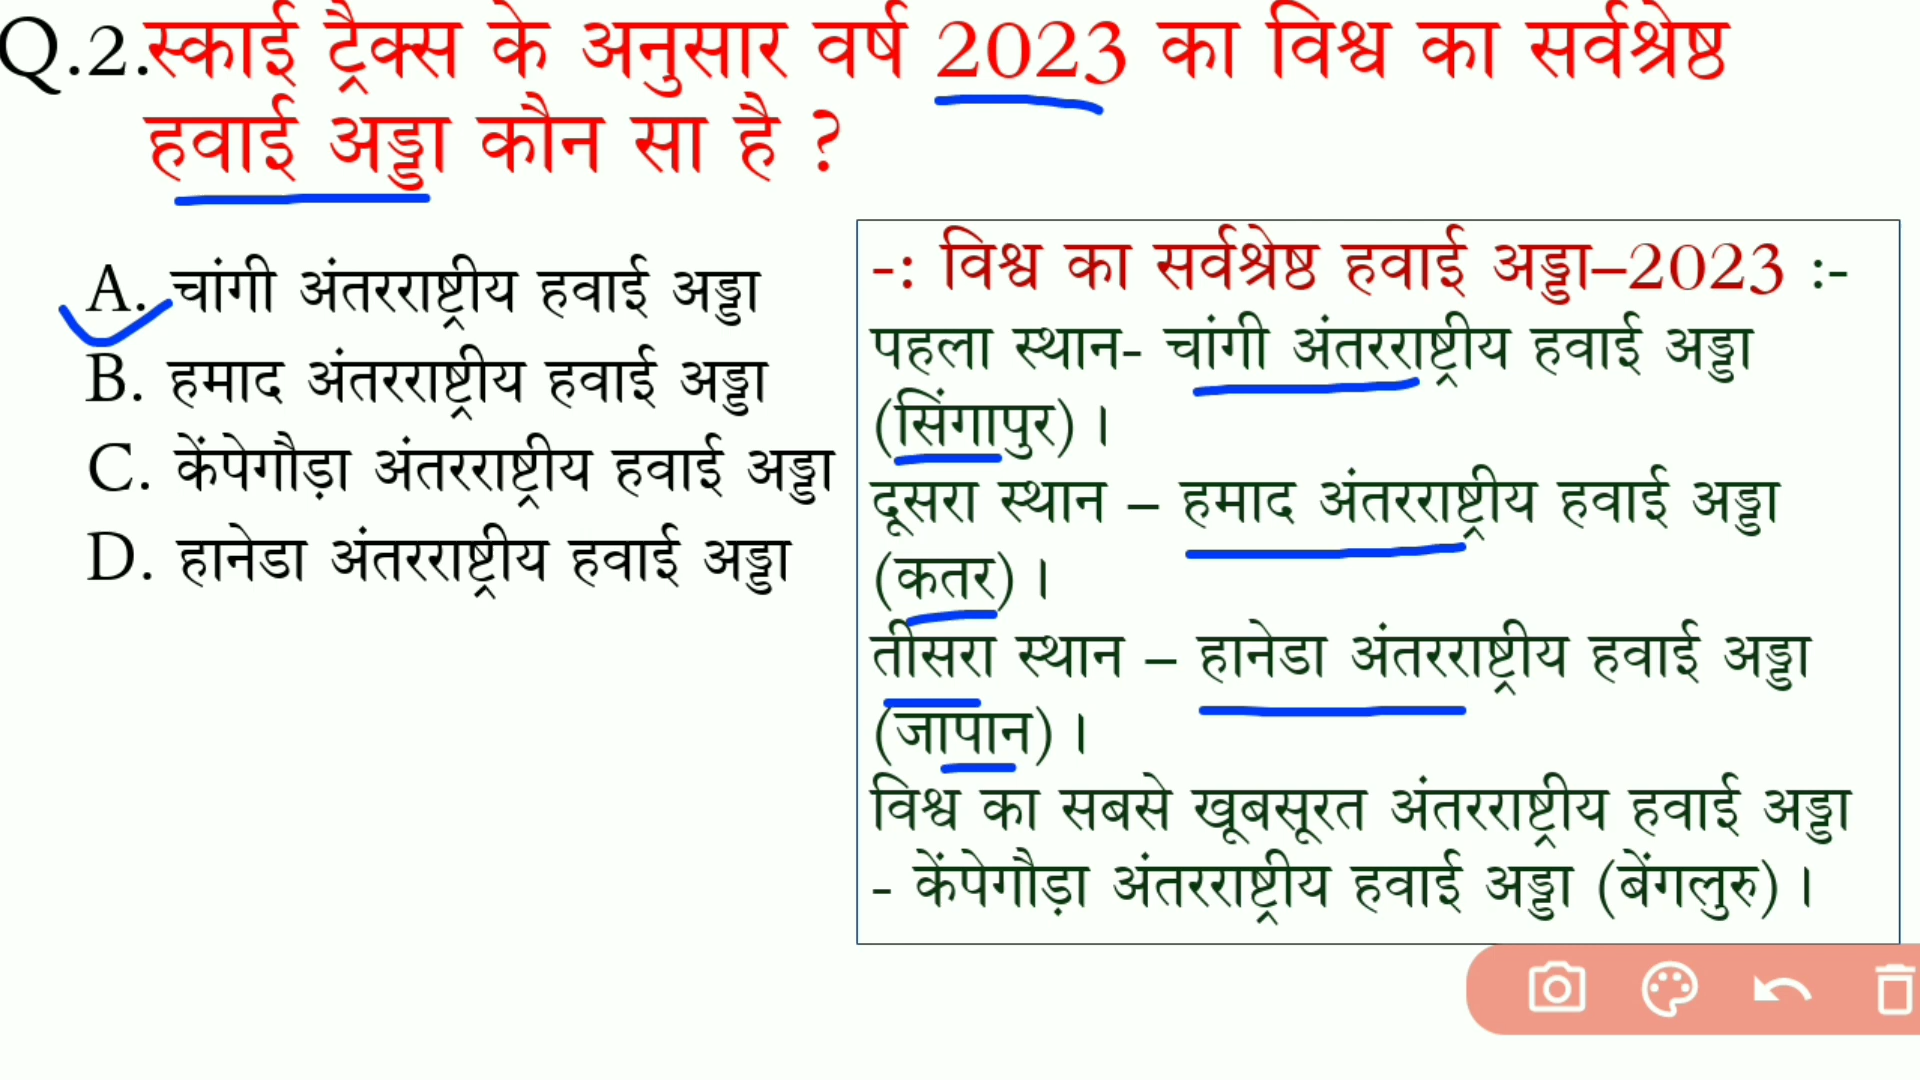 Q.2.स्काई ट्रैक्स के अनुसार वर्ष 2023 का विश्व का सर्वश्रेष्ठ
हवाई अड्डा कौन सा है ?
A. चांगी अंतरराष्ट्रीय हवाई अड्डा
B. हमाद अंतरराष्ट्रीय हवाई अड्डा
C. केंपेगौड़ा अंतरराष्ट्रीय हवाई अड्डा
D. हानेडा अंतरराष्ट्रीय हवाई अड्डा
-: विश्व का सर्वश्रेष्ठ हवाई अड्डा–2023 :-
पहला स्थान- चांगी अंतरराष्ट्रीय हवाई अड्डा
(सिंगापुर) ।
दूसरा स्थान – हमाद अंतरराष्ट्रीय हवाई अड्डा
(कतर) ।
तीसरा स्थान – हानेडा अंतरराष्ट्रीय हवाई अड्डा
(जापान) ।
विश्व का सबसे खूबसूरत अंतरराष्ट्रीय हवाई अड्डा
- केंपेगौड़ा अंतरराष्ट्रीय हवाई अड्डा (बेंगलुरु) ।